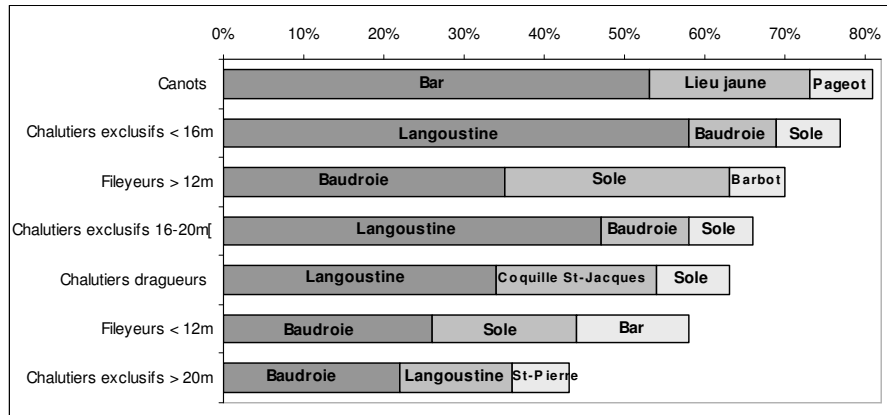 0% 10% 20% 30% 40% 50% 60% 70% 80%
Canots Bar Lieu jaune Pageot
Chalutiers exclusifs < 16m Langoustine Baudroie Sole
Fileyeurs > 12m Baudroie Sole Barbot
Chalutiers exclusifs 16-20m[ Langoustine Baudroie Sole
Chalutiers dragueurs Langoustine Coquille St-Jacques Sole
Fileyeurs < 12m Baudroie Sole Bar
Chalutiers exclusifs > 20m Baudroie Langoustine St-Pierre